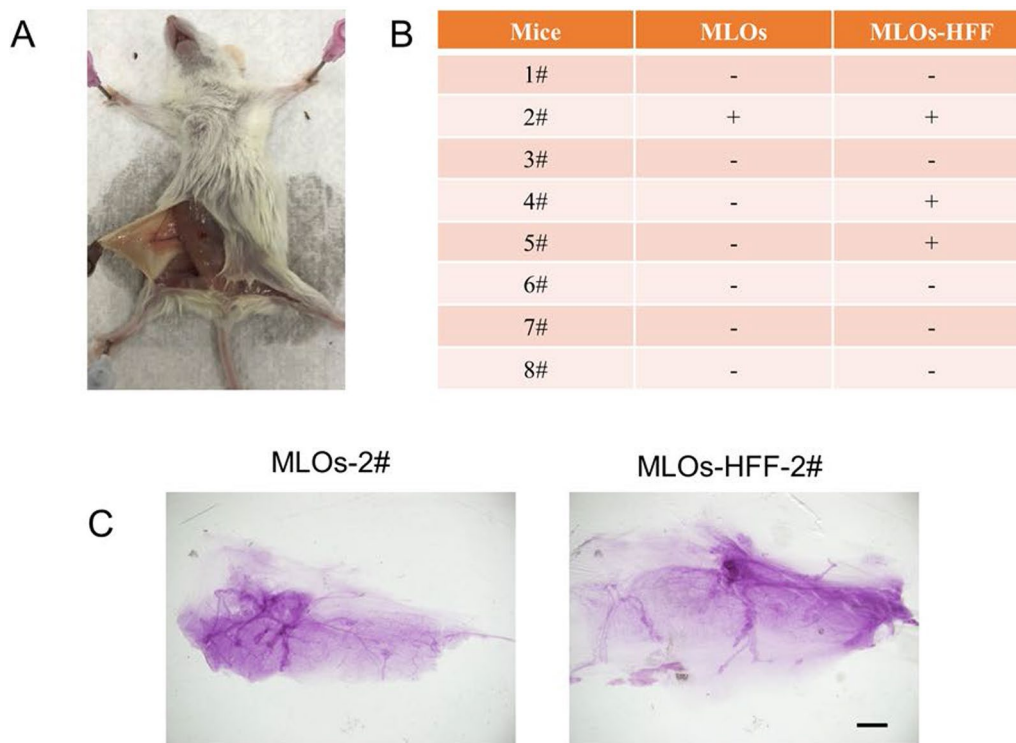 A
B
Mice MLOs MLOs-HFF
1# - -
2# + +
3# - -
4# - +
5# - +
6# - -
7# - -
8# - -
MLOs-2# MLOs-HFF-2#
C